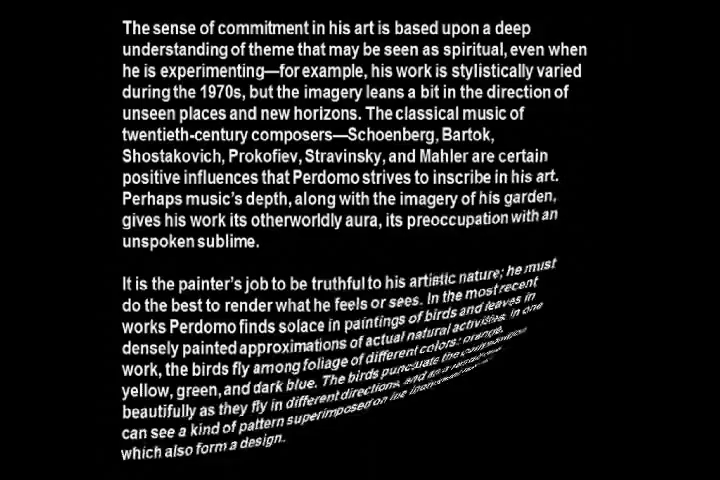 The sense of commitment in his art is based upon a deep
understanding of theme that may be seen as spiritual, even when
he is experimenting—for example, his work is stylistically varied
during the 1970s, but the imagery leans a bit in the direction of
unseen places and new horizons. The classical music of
twentieth-century composers—Schoenberg, Bartok,
Shostakovich, Prokofiev, Stravinsky, and Mahler are certain
positive influences that Perdomo strives to inscribe in his art.
Perhaps music's depth, along with the imagery of his garden,
gives his work its otherworldly aura, its preoccupation with an
unspoken sublime.
It is the painter's job to be truthful to his artistic nature; he must
do the best to render what he feels or sees. In the most recent
works Perdomo finds solace in paintings of birds and leaves in
densely painted approximations of actual natural activities. In one
work, the birds fly among foliage of different colors: orange,
yellow, green, and dark blue. The birds punctuate the
beautifully as they fly in different directions, and
can see a kind of pattern superimposed on the
which also form a design.